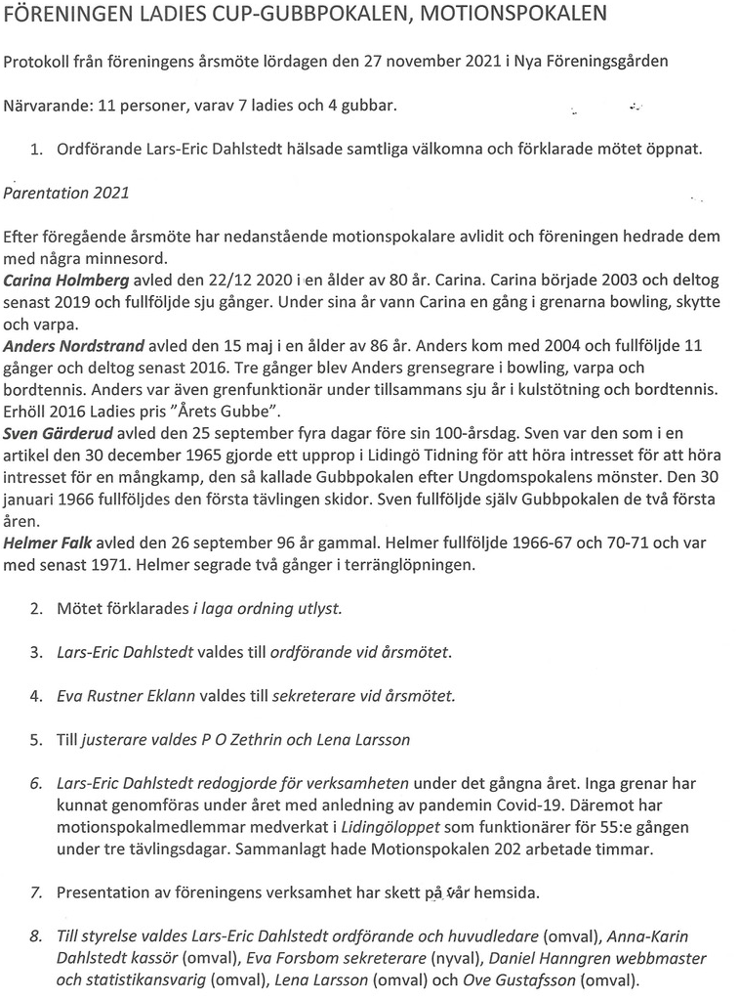 FÖRENINGEN LADIES CUP-GUBBPOKALEN, MOTIONSPOKALEN
Protokoll från föreningens årsmöte lördagen den 27 november 2021 i Nya Föreningsgården
Närvarande: 11 personer, varav 7 ladies och 4 gubbar.
1. Ordförande Lars-Eric Dahlstedt hälsade samtliga välkomna och förklarade mötet öppnat.
Parentation 2021
Efter föregående årsmöte har nedanstående motionspokalare avlidit och föreningen hedrade dem
med några minnesord.
Carina Holmberg avled den 22/12 2020 i en ålder av 80 år. Carina. Carina började 2003 och deltog
senast 2019 och fullföljde sju gånger. Under sina år vann Carina en gång i grenarna bowling, skytte
och varpa.
Anders Nordstrand avled den 15 maj i en ålder av 86 år. Anders kom med 2004 och fullföljde 11
gånger och deltog senast 2016. Tre gånger blev Anders grensegrare i bowling, varpa och
bordtennis. Anders var även grenfunktionär under tillsammans sju år i kulstötning och bordtennis.
Erhöll 2016 Ladies pris ”Årets Gubbe”.
Sven Gärderud avled den 25 september fyra dagar före sin 100-årsdag. Sven var den som i en
artikel den 30 december 1965 gjorde ett upprop i Lidingö Tidning för att höra intresset för att höra
intresset för en mångkamp, den så kallade Gubbpokalen efter Ungdomspokalens mönster. Den 30
januari 1966 fullföljdes den första tävlingen skidor. Sven fullföljde själv Gubbpokalen de två första
åren.
Helmer Falk avled den 26 september 96 år gammal. Helmer fullföljde 1966-67 och 70-71 och var
med senast 1971. Helmer segrade två gånger i terränglöpningen.
2. Mötet förklarades i laga ordning utlyst.
3. Lars-Eric Dahlstedt valdes till ordförande vid årsmötet.
4. Eva Rustner Eklann valdes till sekreterare vid årsmötet.
5. Till justerare valdes P O Zethrin och Lena Larsson
6. Lars-Eric Dahlstedt redogjorde för verksamheten under det gångna året. Inga grenar har
kunnat genomföras under året med anledning av pandemin Covid-19. Däremot har
motionspokalmedlemmar medverkat i Lidingöloppet som funktionärer för 55:e gången
under tre tävlingsdagar. Sammanlagt hade Motionspokalen 202 arbetade timmar.
7. Presentation av föreningens verksamhet har skett på vår hemsida.
8. Till styrelse valdes Lars-Eric Dahlstedt ordförande och huvudledare (omval), Anna-Karin
Dahlstedt kassör (omval), Eva Forsbom sekreterare (nyval), Daniel Hanngren webbmaster
och statistikansvarig (omval), Lena Larsson (omval) och Ove Gustafsson (omval).